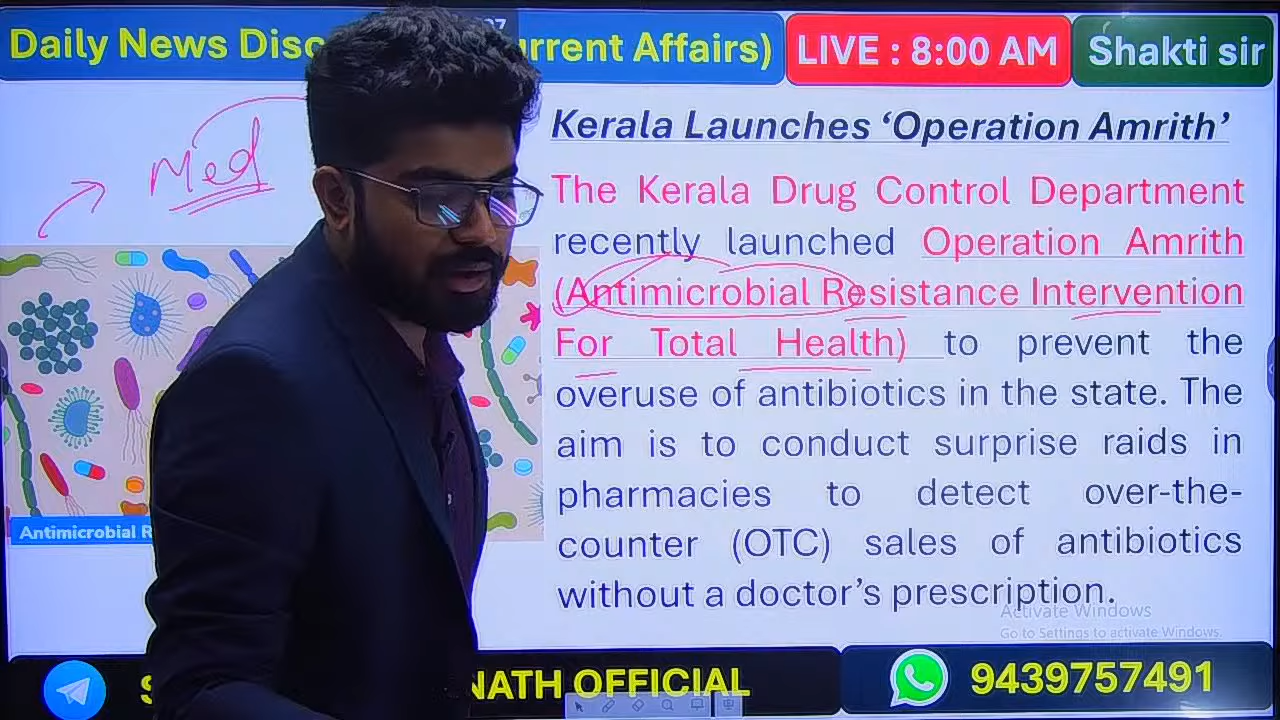 Daily News Disc urrent Affairs)
LIVE : 8:00 AM
Shakti sir
Med
Kerala Launches ‘Operation Amrith’
The Kerala Drug Control Department
recently launched Operation Amrith
(Antimicrobial Resistance Intervention
For Total Health) to prevent the
overuse of antibiotics in the state. The
aim is to conduct surprise raids in
pharmacies to detect over-the-
counter (OTC) sales of antibiotics
without a doctor’s prescription.
Antimicrobial R
Activate Windows
Go to Settings to activate Windows.
NATH OFFICIAL
9439757491